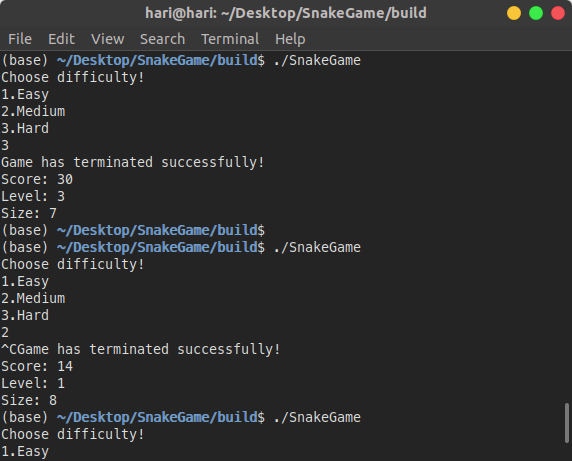 hari@hari: ~/Desktop/SnakeGame/build
File Edit View Search Terminal Help
(base) ~/Desktop/SnakeGame/build$ ./SnakeGame
Choose difficulty!
1.Easy
2.Medium
3.Hard
3
Game has terminated successfully!
Score: 30
Level: 3
Size: 7
(base) ~/Desktop/SnakeGame/build$
(base) ~/Desktop/SnakeGame/build$ ./SnakeGame
Choose difficulty!
1.Easy
2.Medium
3.Hard
2
^CGame has terminated successfully!
Score: 14
Level: 1
Size: 8
(base) ~/Desktop/SnakeGame/build$ ./SnakeGame
Choose difficulty!
1.Easy